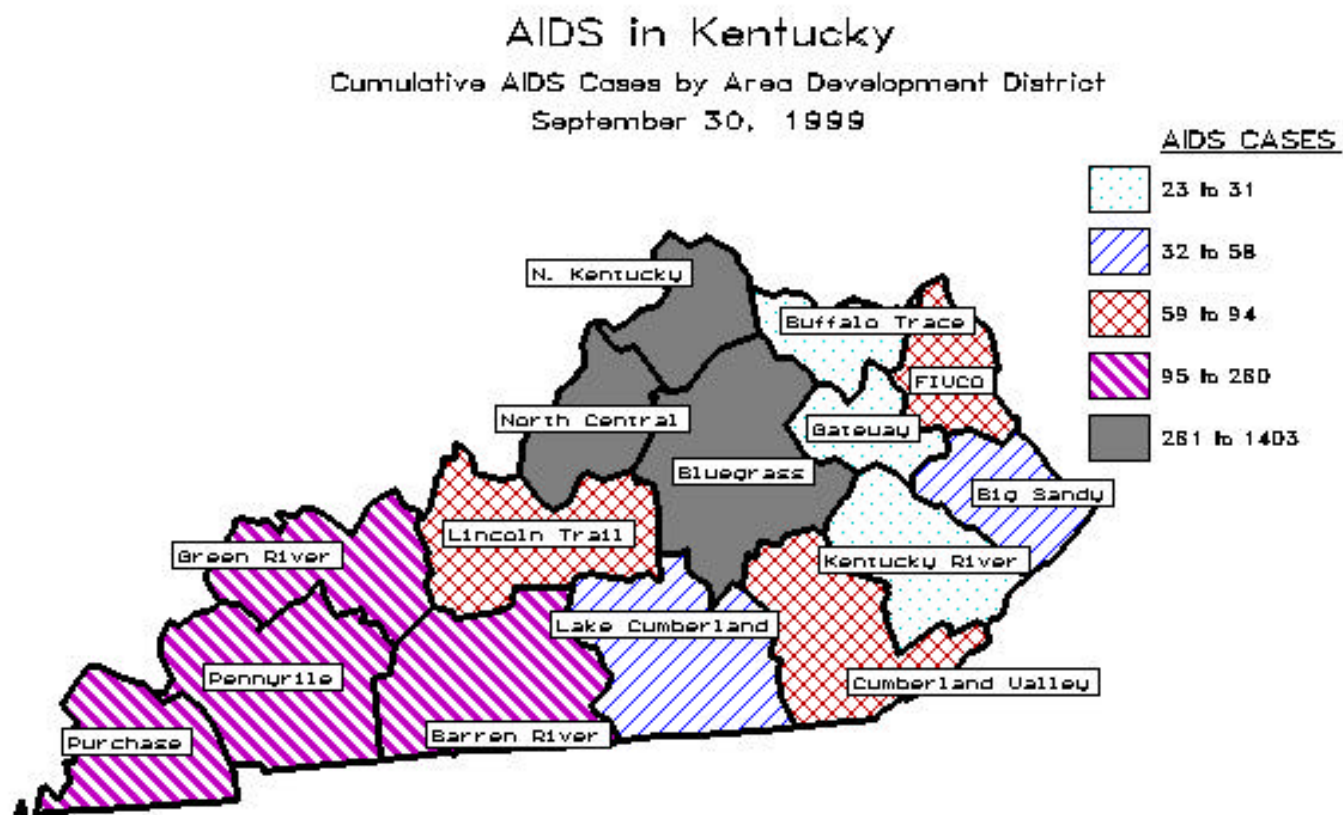 AIDS in Kentucky
Cumulative AIDS Cases by Area Development District
September 30, 1999
AIDS CASES
23 to 31
32 to 58
59 to 94
95 to 260
261 to 1403
N. Kentucky
Buffalo Trace
FIVCO
North Central
Gateway
Bluegrass
Big Sandy
Lincoln Trail
Green River
Kentucky River
Lake Cumberland
Pennyrile
Cumberland Valley
Purchase
Barren River